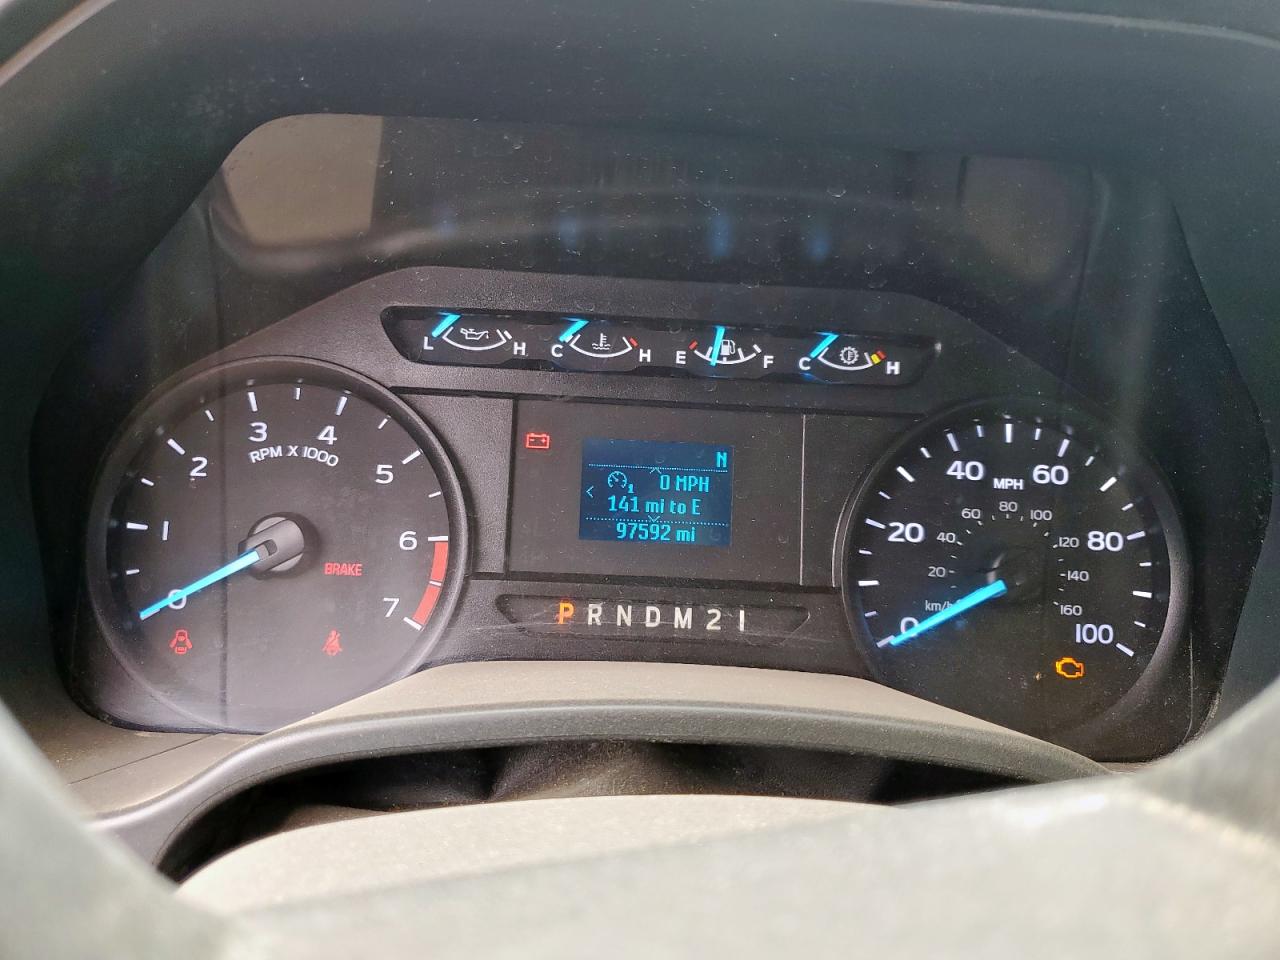 L H C H E F C H
3 4
RPM X 1000
2 5
1 6
0 7
BRAKE
N
0 MPH
1
141 mi to E
97592 mi
P R N D M 2 1
40 60
MPH
20 80
0 100
60 80 100
40 120
20 140
km/h 160